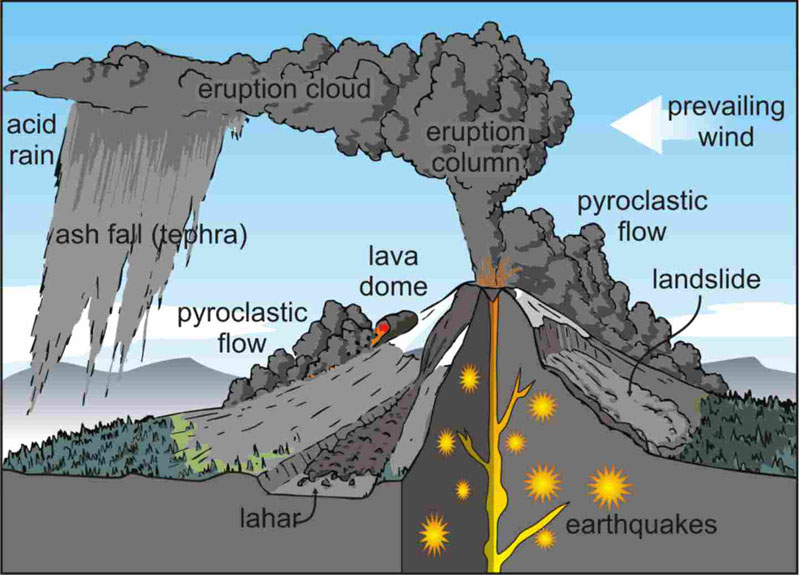 eruption cloud
acid
rain
eruption
column
prevailing
wind
ash fall (tephra)
pyroclastic
flow
lava
dome
landslide
pyroclastic
flow
lahar
earthquakes